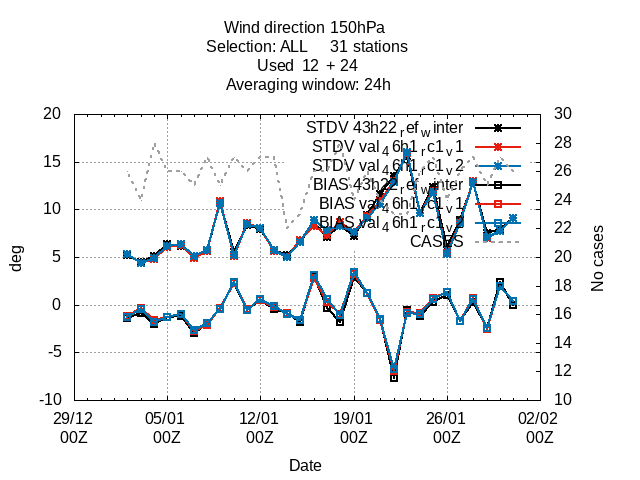 Wind direction 150hPa
Selection: ALL     31 stations
Used  12  + 24
Averaging window: 24h
STDV 43h22_ref_winter
STDV val_46h1_rc1_v1
STDV val_46h1_rc1_v2
BIAS 43h22_ref_winter
BIAS val_46h1_rc1_v1
BIAS val_46h1_rc1_v2
CASES
20
15
10
5
0
-5
-10
deg
30
28
26
24
22
20
18
16
14
12
10
No cases
29/12 05/01 12/01 19/01 26/01 02/02
00Z 00Z 00Z 00Z 00Z 00Z
Date